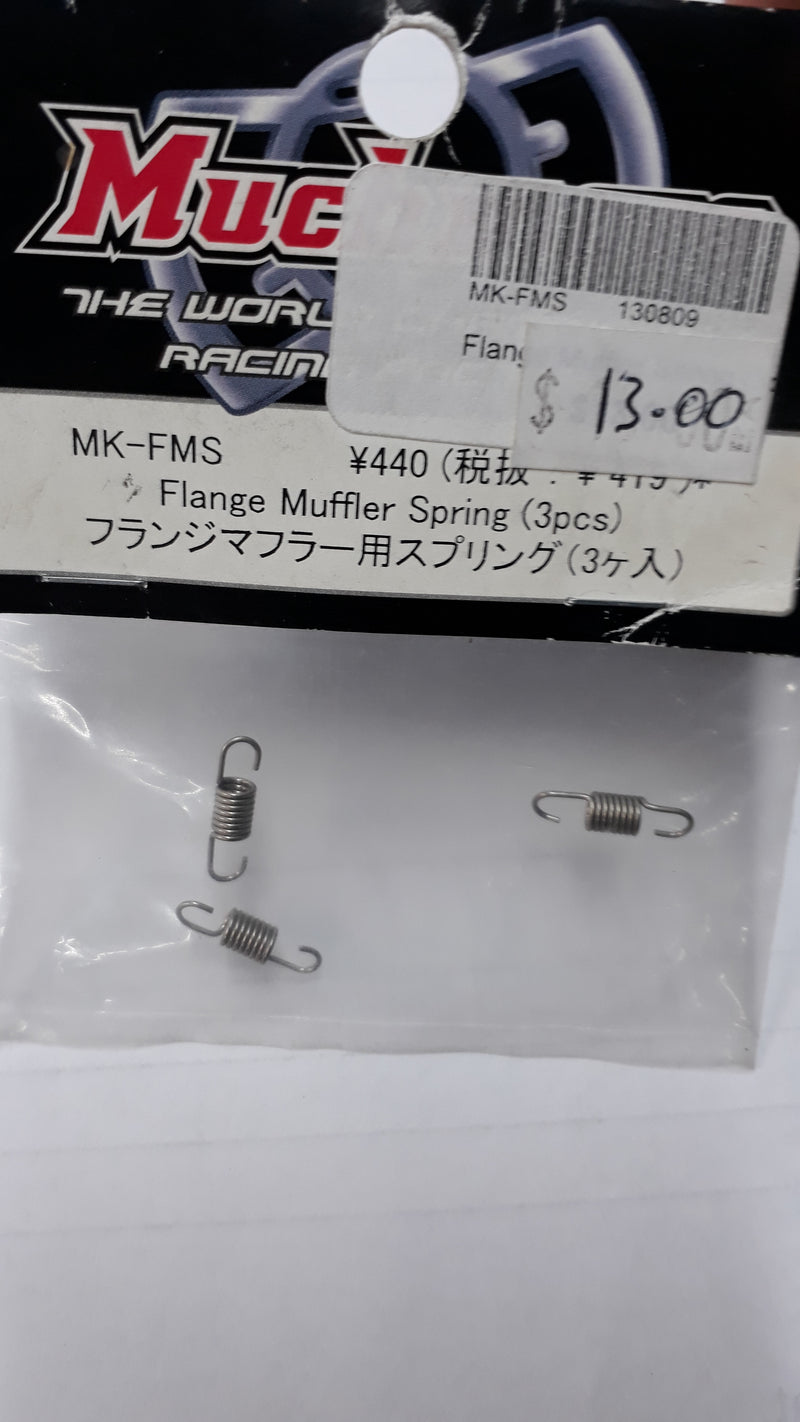 Muc
THE WORL
RACIN
MK-FMS 130809
Flang
$ 13.00
MK-FMS ¥440 (税抜
Flange Muffler Spring (3pcs)
フランジマフラー用スプリング(3ヶ入)